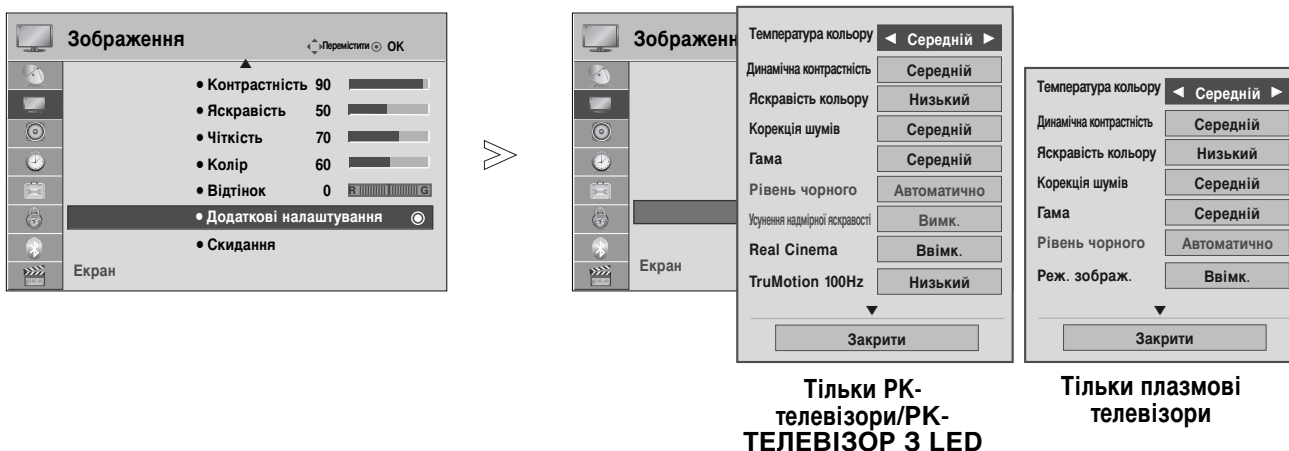 Зображення
Перемістити OK
• Контрастність 90
• Яскравість 50
• Чіткість 70
• Колір 60
• Відтінок 0 R G
• Додаткові налаштування
• Скидання
Екран
Зображенн
Екран
Температура кольору ◄ Середній ►
Динамічна контрастність Середній
Яскравість кольору Низький
Корекція шумів Середній
Гама Середній
Рівень чорного Автоматично
Усунення надмірної яскравості Вимк.
Real Cinema Ввімк.
TruMotion 100Hz Низький
Закрити
Тільки РК-
телевізори/РК-
ТЕЛЕВІЗОР З LED
Температура кольору ◄ Середній ►
Динамічна контрастність Середній
Яскравість кольору Низький
Корекція шумів Середній
Гама Середній
Рівень чорного Автоматично
Реж. зображ. Ввімк.
Закрити
Тільки плазмові
телевізори